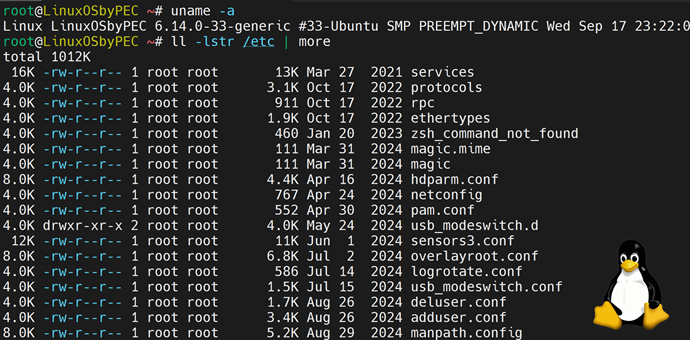 root@LinuxOSbyPEC ~# uname -a
Linux LinuxOSbyPEC 6.14.0-33-generic #33-Ubuntu SMP PREEMPT_DYNAMIC Wed Sep 17 23:22:0
root@LinuxOSbyPEC ~# ll -lstr /etc | more
total 1012K
16K -rw-r--r-- 1 root root 13K Mar 27 2021 services
4.0K -rw-r--r-- 1 root root 3.1K Oct 17 2022 protocols
4.0K -rw-r--r-- 1 root root 911 Oct 17 2022 rpc
4.0K -rw-r--r-- 1 root root 1.9K Oct 17 2022 ethertypes
4.0K -rw-r--r-- 1 root root 460 Jan 20 2023 zsh_command_not_found
4.0K -rw-r--r-- 1 root root 111 Mar 31 2024 magic.mime
4.0K -rw-r--r-- 1 root root 111 Mar 31 2024 magic
8.0K -rw-r--r-- 1 root root 4.4K Apr 16 2024 hdparm.conf
4.0K -rw-r--r-- 1 root root 767 Apr 24 2024 netconfig
4.0K -rw-r--r-- 1 root root 552 Apr 30 2024 pam.conf
4.0K drwxr-xr-x 2 root root 4.0K May 24 2024 usb_modeswitch.d
12K -rw-r--r-- 1 root root 11K Jun 1 2024 sensors3.conf
8.0K -rw-r--r-- 1 root root 6.8K Jul 2 2024 overlayroot.conf
4.0K -rw-r--r-- 1 root root 586 Jul 14 2024 logrotate.conf
4.0K -rw-r--r-- 1 root root 1.5K Jul 15 2024 usb_modeswitch.conf
4.0K -rw-r--r-- 1 root root 1.7K Aug 26 2024 deluser.conf
4.0K -rw-r--r-- 1 root root 3.4K Aug 26 2024 adduser.conf
8.0K -rw-r--r-- 1 root root 5.2K Aug 29 2024 manpath.config